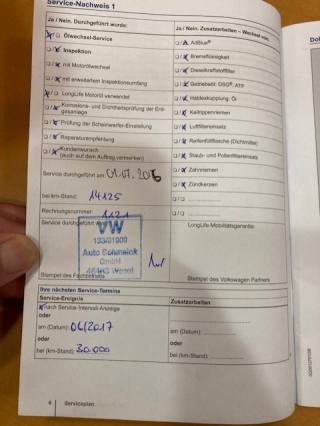 Service-Nachweis 1
Ja / Nein. Durchgeführt wurde:
Ölwechsel-Service
Inspektion
mit Motorölwechsel
mit erweitertem Inspektionsumfang
LongLife Motoröl verwendet
Korrosions- und Dichtheitsprüfung der Erdgasanlage
Prüfung der Scheinwerfer-Einstellung
Reparaturempfehlung
Kundenwunsch
(auch auf dem Auftrag vermerken)
Service durchgeführt am: 01.07.2016
bei km-Stand: 14125
Rechnungsnummer: 1121
Service durchgeführt
VW
Auto Schmeink
GmbH
Wesel
Stempel des Fachbetriebs
Ja / Nein. Zusatzarbeiten – Wechsel von:
AdBlue®
Bremsflüssigkeit
Dieselkraftstofffilter
Getriebeöl: DSG®, ATF
Haldexkupplung: Öl
Keilrippenriemen
Luftfiltereinsatz
Reifenfüllflasche (Dichtmittel)
Staub- und Pollenfiltereinsatz
Zahnriemen
Zündkerzen
LongLife Mobilitätsgarantie:
Stempel des Volkswagen Partners
Ihre nächsten Service-Termine
Service-Ereignis
nach Service-Intervall-Anzeige
oder
am (Datum): 06/2017
oder
bei (km-Stand): 30.000
Zusatzarbeiten
am (Datum):
oder
bei (km-Stand):
6 Serviceplan